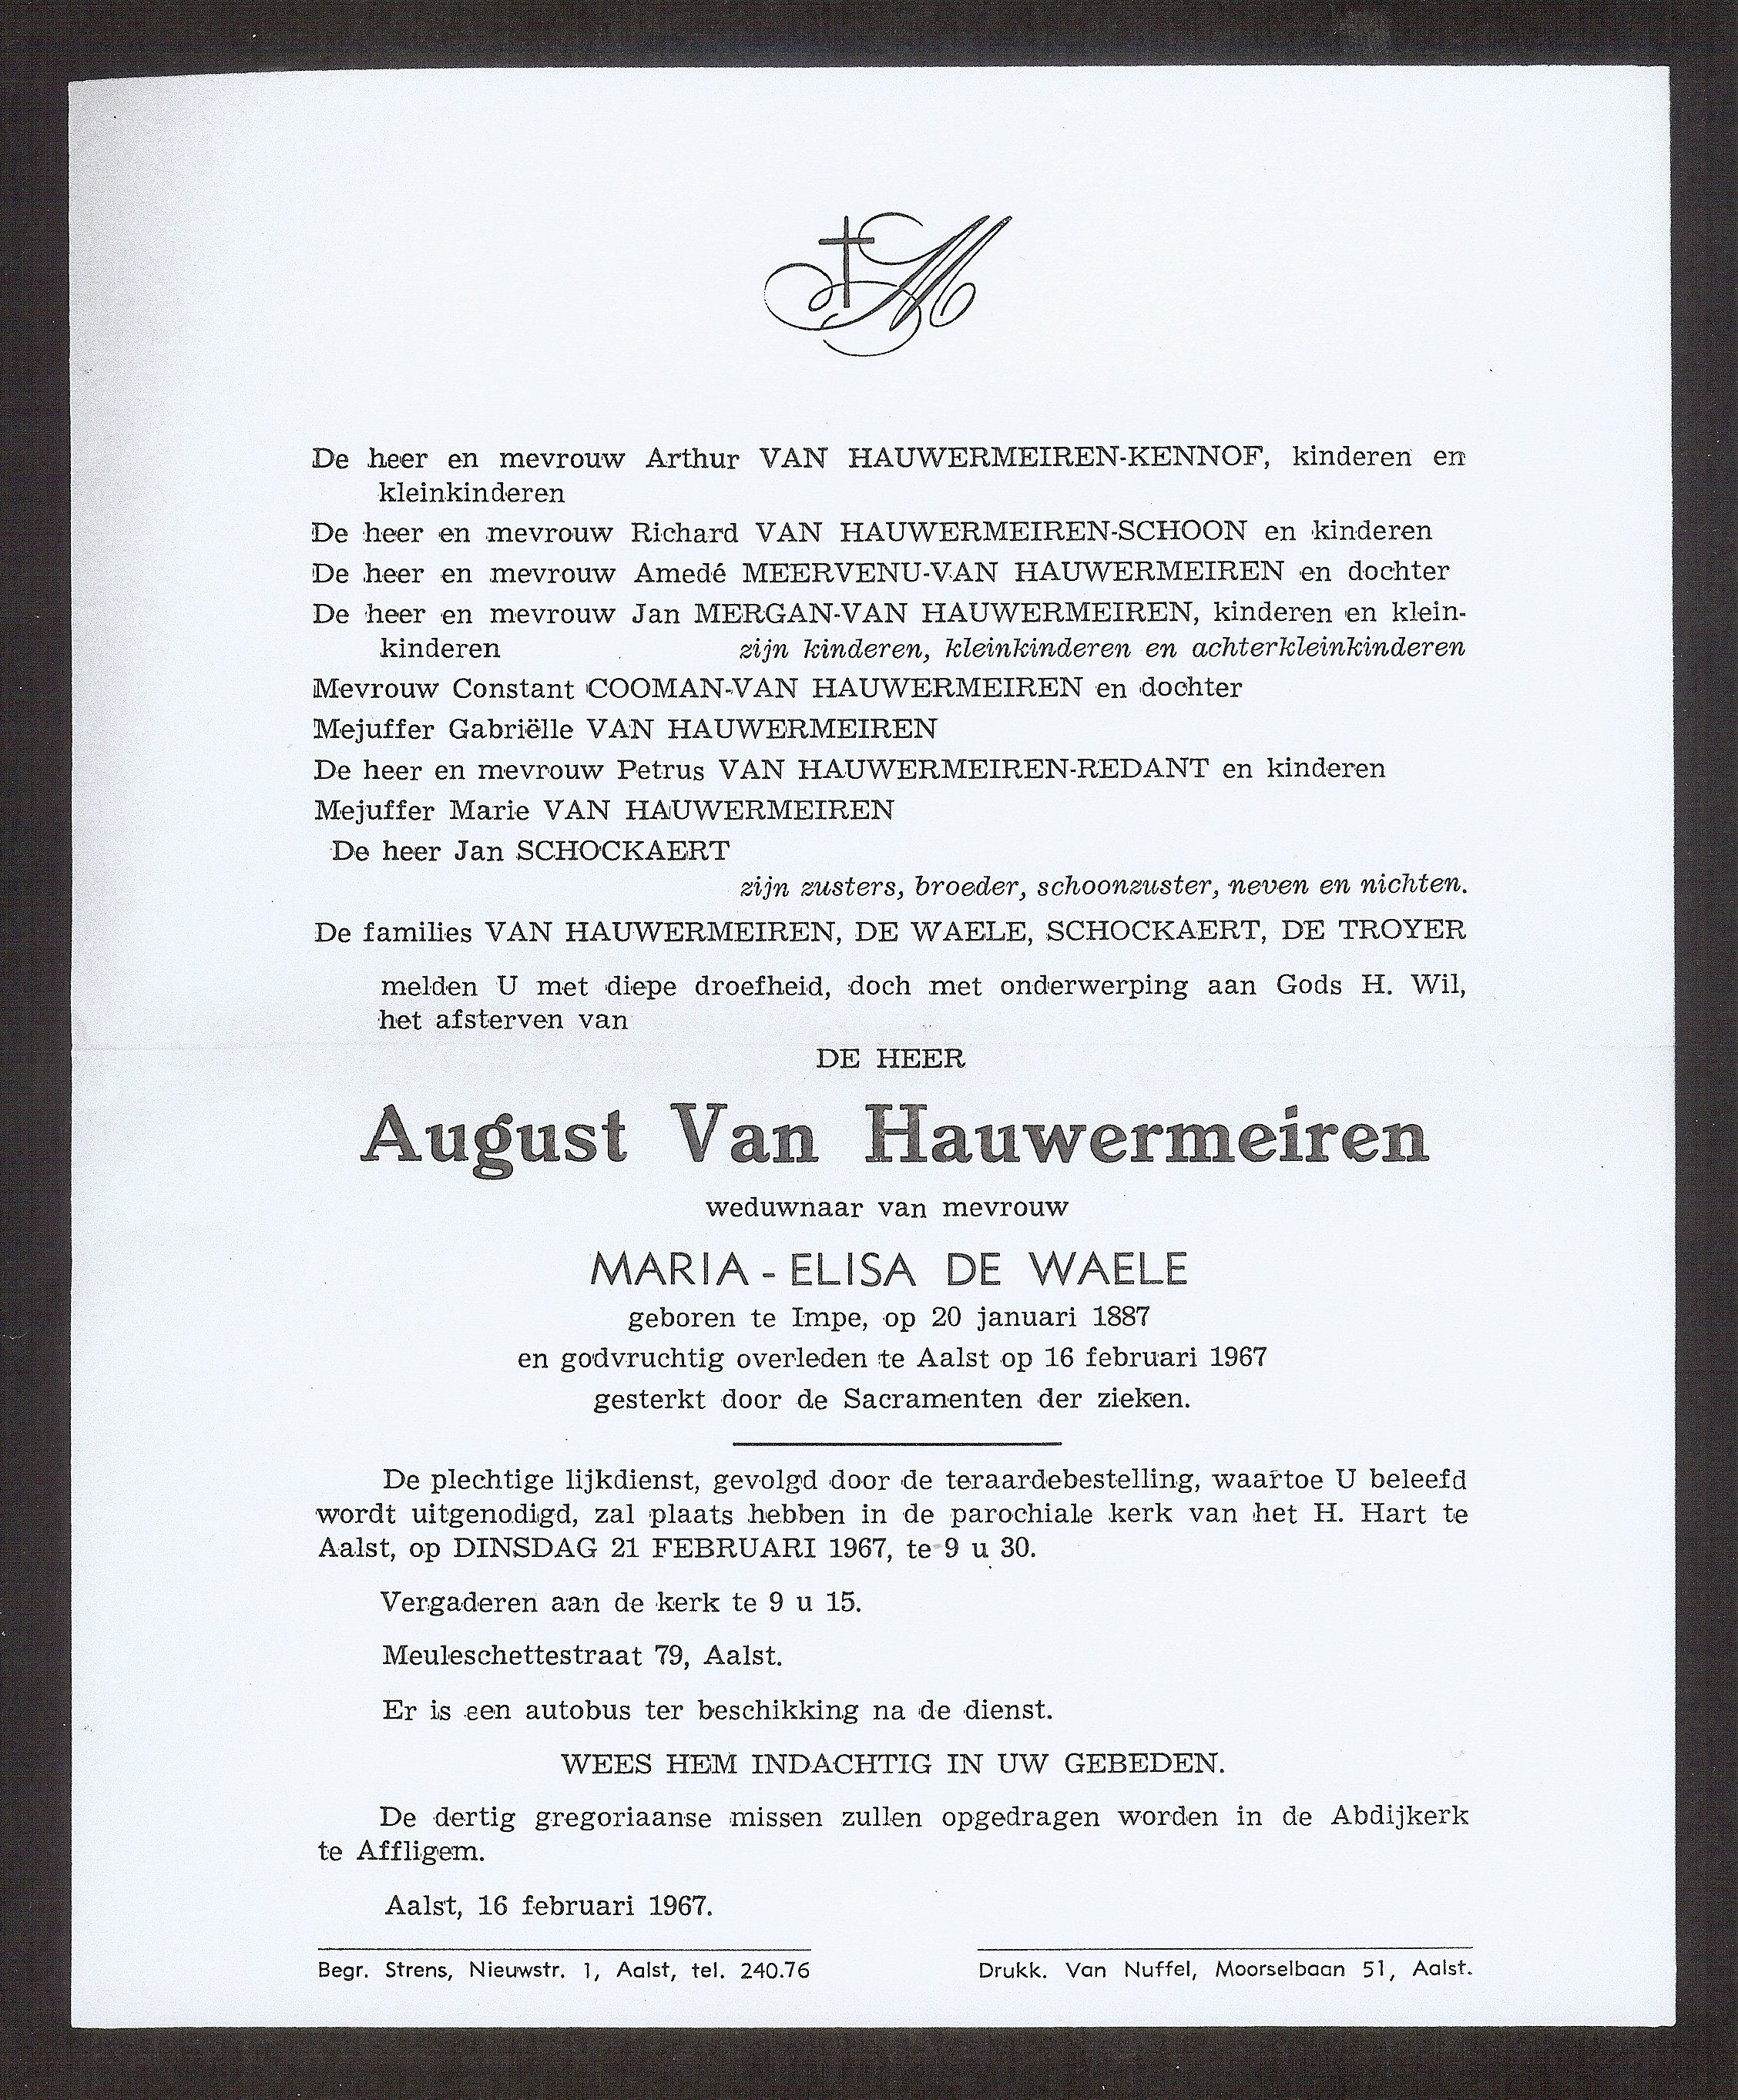 De heer en mevrouw Arthur VAN HAUWERMEIREN-KENNOF, kinderen en
kleinkinderen
De heer en mevrouw Richard VAN HAUWERMEIREN-SCHOON en kinderen
De heer en mevrouw Amedé MEERVENU-VAN HAUWERMEIREN en dochter
De heer en mevrouw Jan MERGAN-VAN HAUWERMEIREN, kinderen en klein-
kinderen zijn kinderen, kleinkinderen en achterkleinkinderen
Mevrouw Constant COOMAN-VAN HAUWERMEIREN en dochter
Mejuffer Gabriëlle VAN HAUWERMEIREN
De heer en mevrouw Petrus VAN HAUWERMEIREN-REDANT en kinderen
Mejuffer Marie VAN HAUWERMEIREN
De heer Jan SCHOCKAERT
zijn zusters, broeder, schoonzuster, neven en nichten.
De families VAN HAUWERMEIREN, DE WAELE, SCHOCKAERT, DE TROYER
melden U met diepe droefheid, doch met onderwerping aan Gods H. Wil,
het afsterven van
DE HEER
August Van Hauwermeiren
weduwnaar van mevrouw
MARIA - ELISA DE WAELE
geboren te Impe, op 20 januari 1887
en godvruchtig overleden te Aalst op 16 februari 1967
gesterkt door de Sacramenten der zieken.
De plechtige lijkdienst, gevolgd door de teraardebestelling, waartoe U beleefd
wordt uitgenodigd, zal plaats hebben in de parochiale kerk van het H. Hart te
Aalst, op DINSDAG 21 FEBRUARI 1967, te 9 u 30.
Vergaderen aan de kerk te 9 u 15.
Meuleschettestraat 79, Aalst.
Er is een autobus ter beschikking na de dienst.
WEES HEM INDACHTIG IN UW GEBEDEN.
De dertig gregoriaanse missen zullen opgedragen worden in de Abdijkerk
te Affligem.
Aalst, 16 februari 1967.
Begr. Strens, Nieuwstr. 1, Aalst, tel. 240.76
Drukk. Van Nuffel, Moorselbaan 51, Aalst.